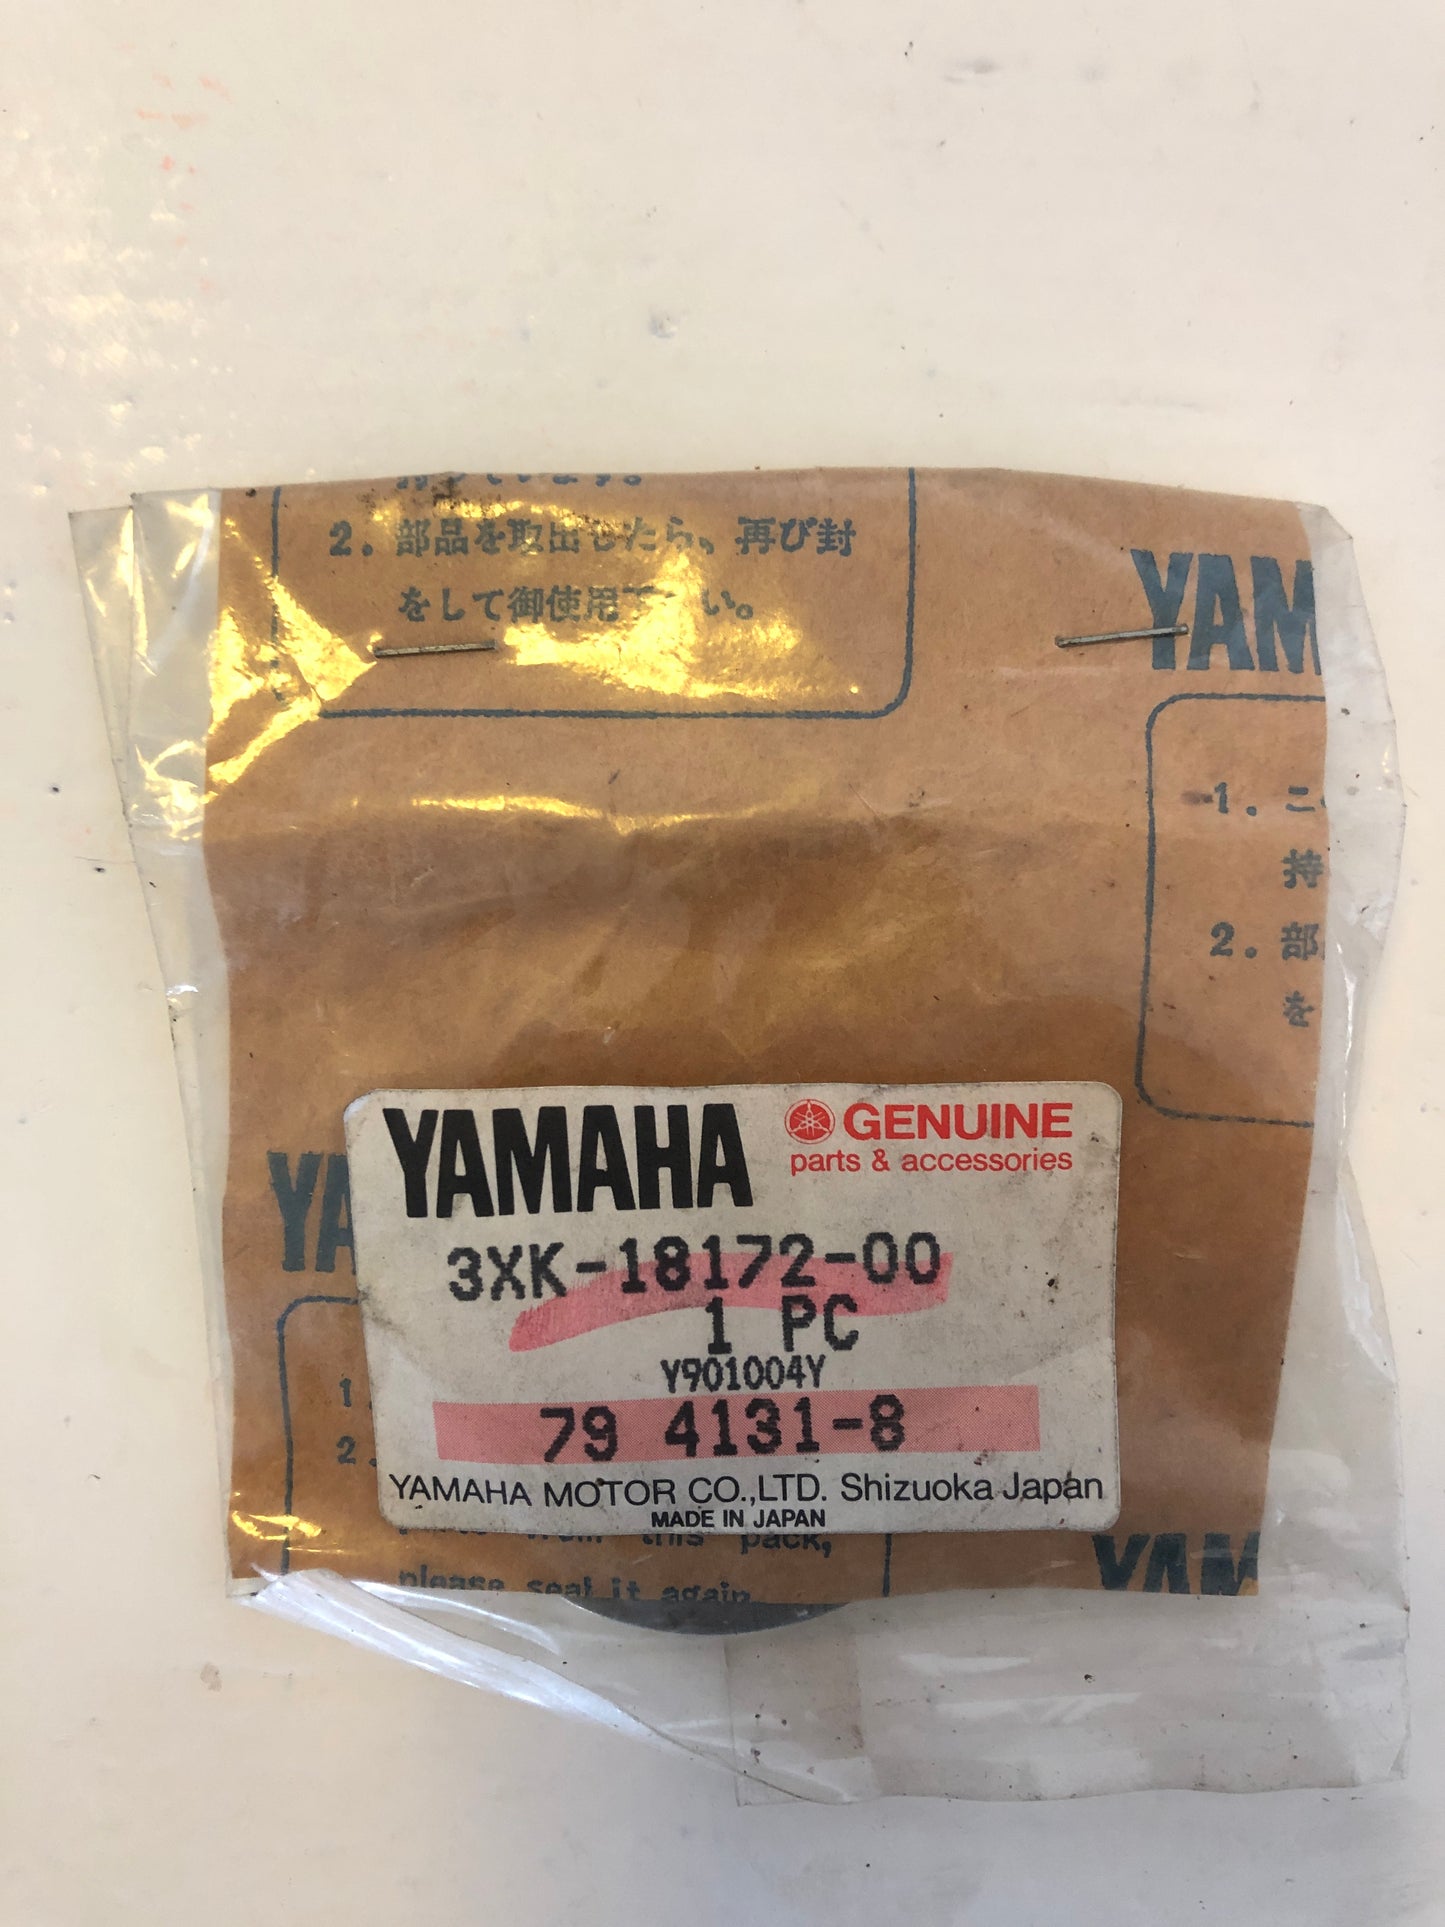 2. 部品を取出したら、再び封
をして御使用下さい。
YAM
1. こ
持
2. 部
を
YA
1
2.
YAMAHA
GENUINE
parts & accessories
3XK-18172-00
1 PC
Y901004Y
79 4131-8
YAMAHA MOTOR CO.,LTD. Shizuoka Japan
MADE IN JAPAN
from this pack,
please seal it again.
YAM